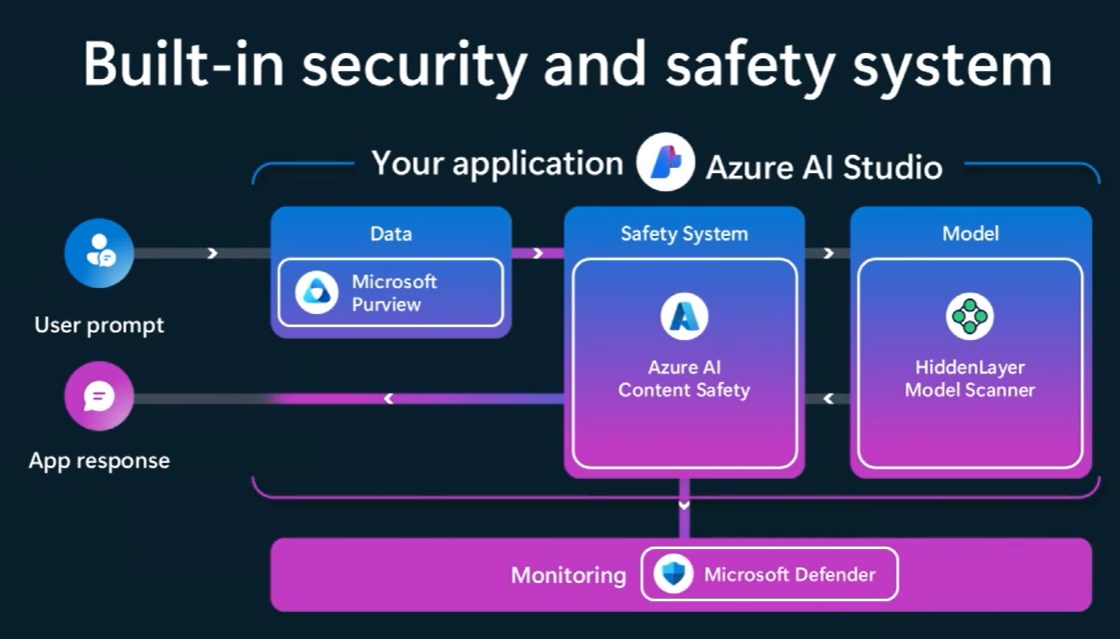 Built-in security and safety system
Your application Azure AI Studio
User prompt
Data
Microsoft
Purview
Safety System
Azure AI
Content Safety
Model
HiddenLayer
Model Scanner
App response
Monitoring
Microsoft Defender